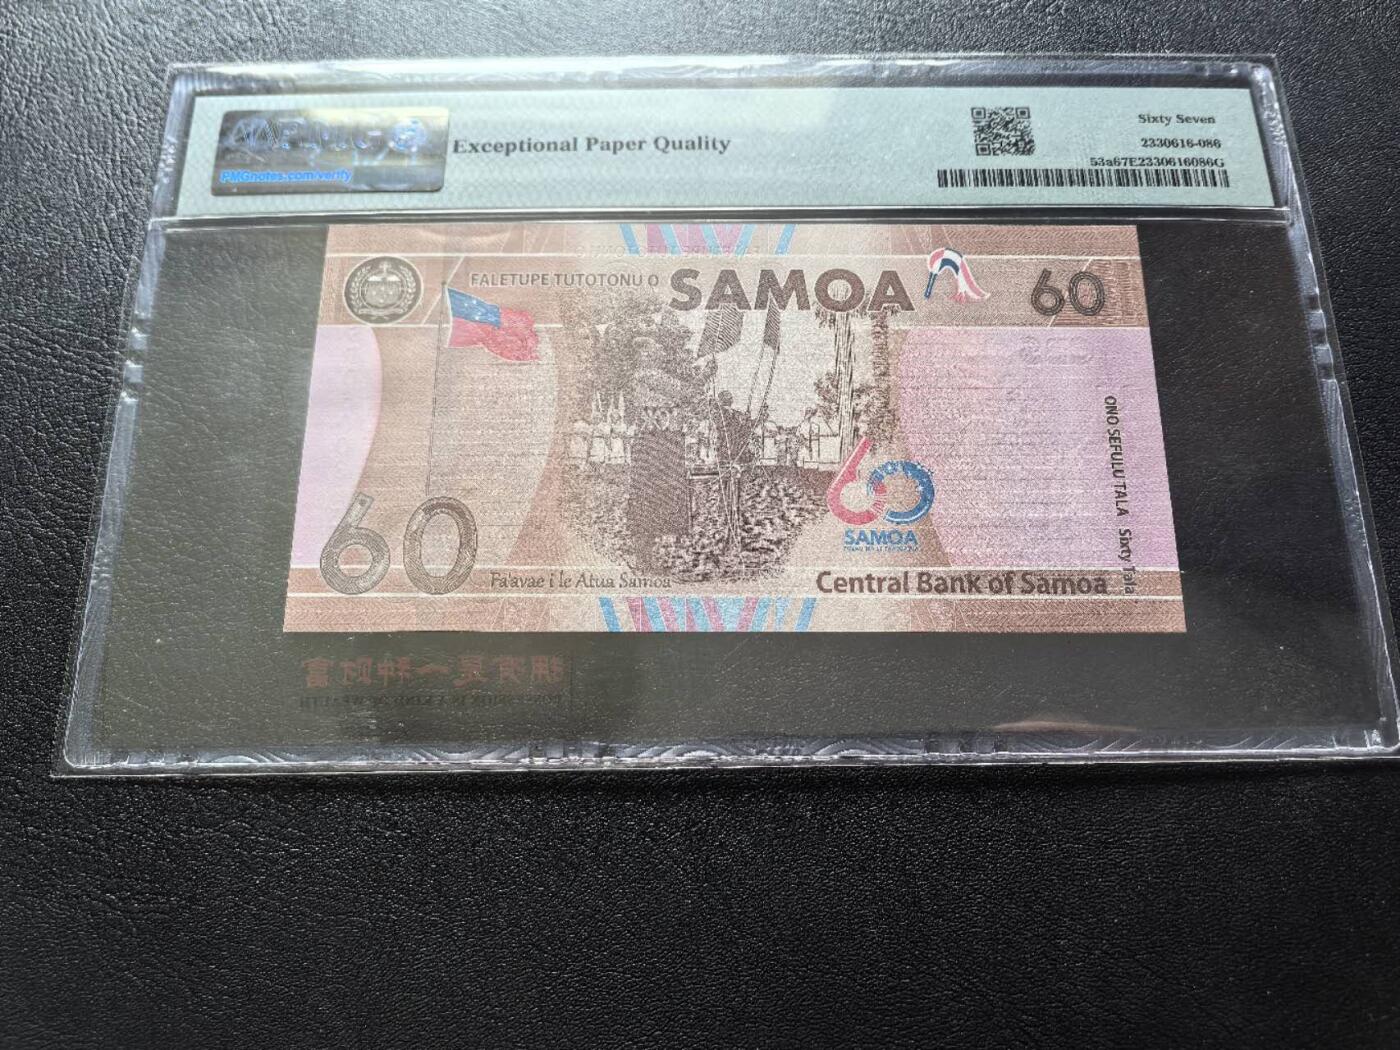 PMGnotes.com/verify
Exceptional Paper Quality
Sixty Seven
2330616-086
53a67E2330616086G
FALETUPE TUTOTONU O SAMOA
60
ONO SEFULU TALA Sixty Tala
60
SAMOA
60
Fa'avae i le Atua Samoa
Central Bank of Samoa